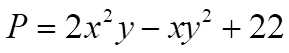 P = 2x²y − xy² + 22